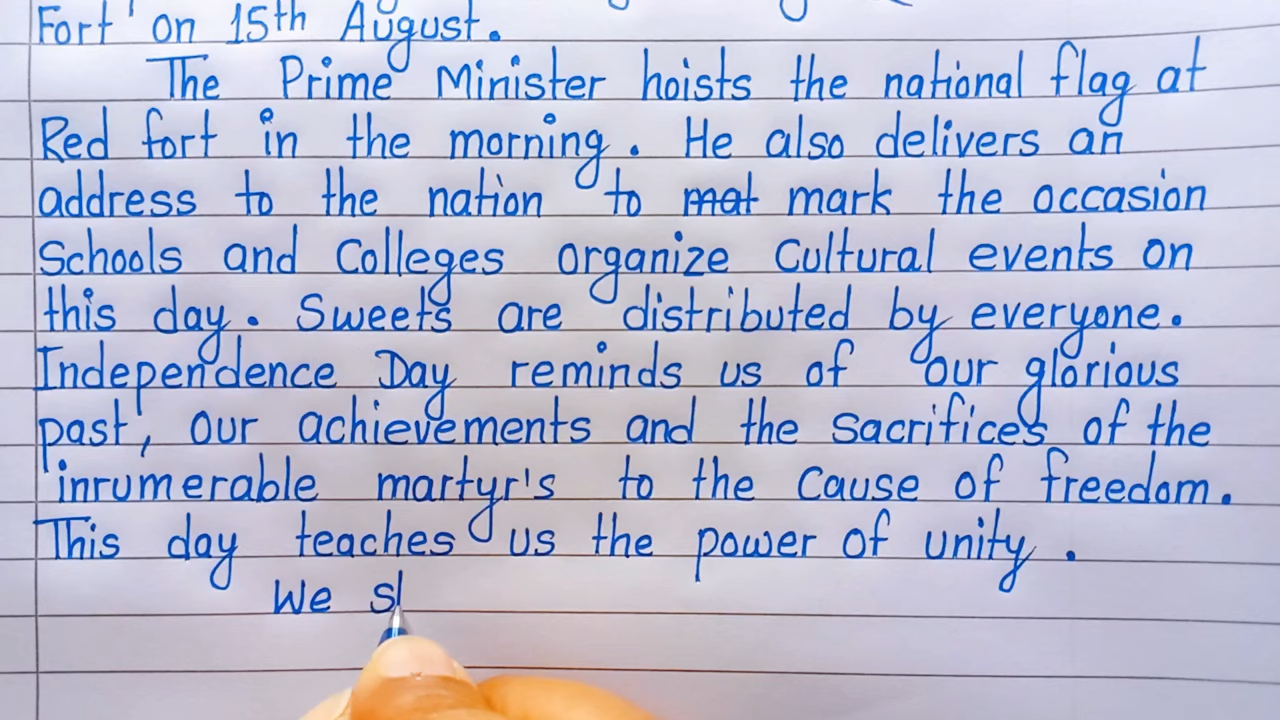 Fort' on 15th August.
The Prime Minister hoists the national flag at
Red fort in the morning. He also delivers an
address to the nation to mat mark the occasion
Schools and Colleges organize Cultural events on
this day. Sweets are distributed by everyone.
Independence Day reminds us of our glorious
past, our achievements and the sacrifices of the
inrumerable martyr's to the cause of freedom.
This day teaches us the power of unity.
We s